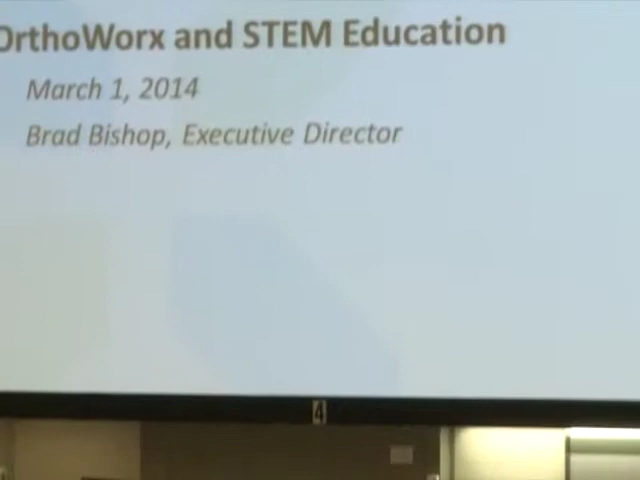 OrthoWorx and STEM Education
March 1, 2014
Brad Bishop, Executive Director
4